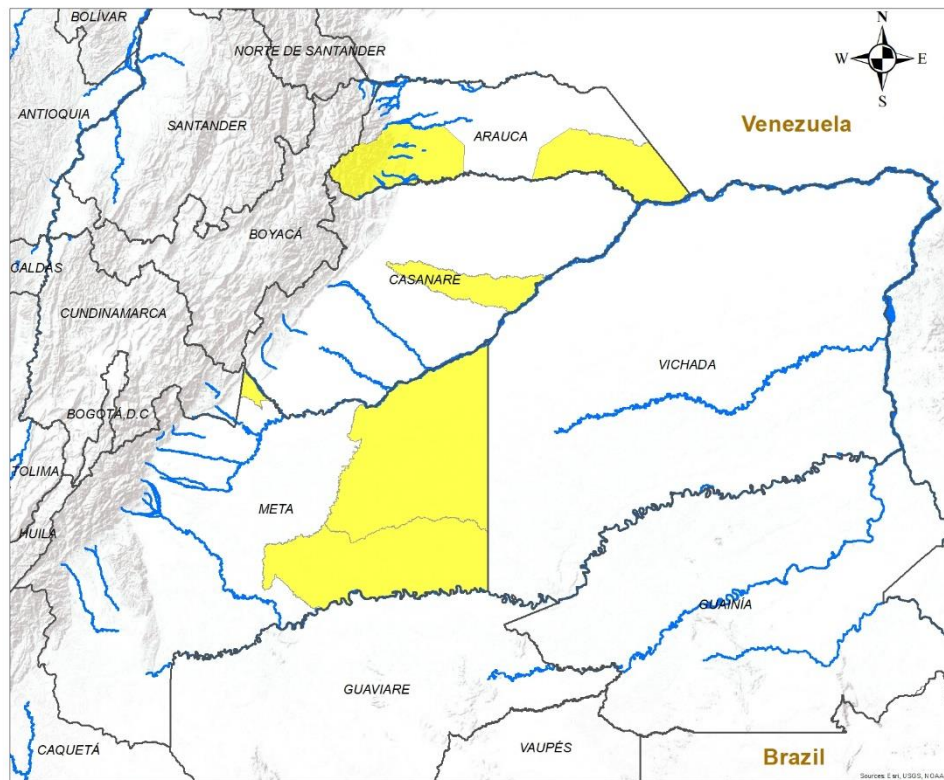 BOLÍVAR
N
NORTE DE SANTANDER
W
E
S
ANTIOQUIA
SANTANDER
ARAUCA
Venezuela
BOYACÁ
CALDAS
CASANARE
CUNDINAMARCA
VICHADA
BOGOTÁ,D.C
TOLIMA
META
HUILA
GUAINÍA
GUAVIARE
CAQUETÁ
VAUPÉS
Brazil
Sources: Esri, USGS, NOAA